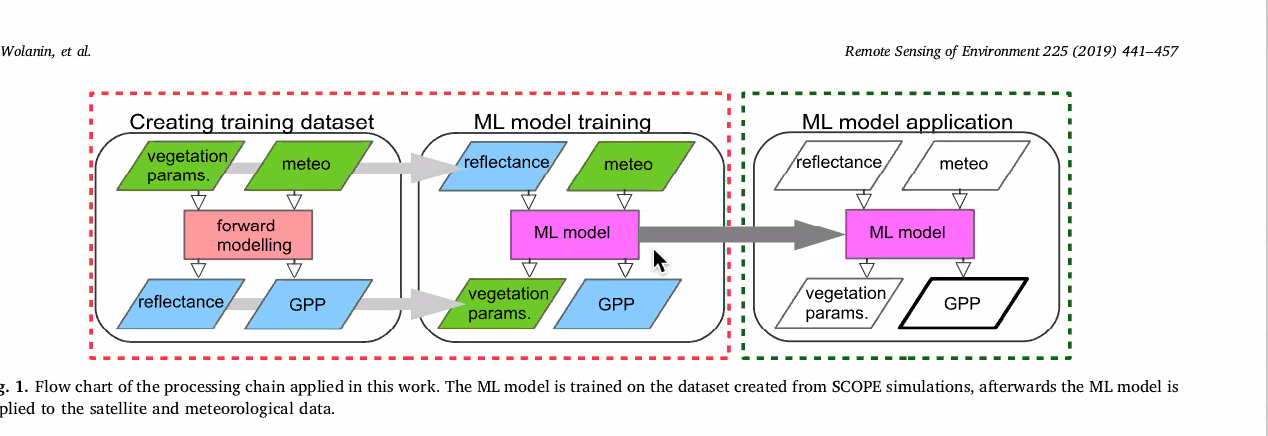 Wolanin, et al.
Remote Sensing of Environment 225 (2019) 441–457
Creating training dataset
vegetation
params.
meteo
forward
modelling
reflectance
GPP
ML model training
reflectance
meteo
ML model
vegetation
params.
GPP
ML model application
reflectance
meteo
ML model
vegetation
params.
GPP
g. 1. Flow chart of the processing chain applied in this work. The ML model is trained on the dataset created from SCOPE simulations, afterwards the ML model is
plied to the satellite and meteorological data.